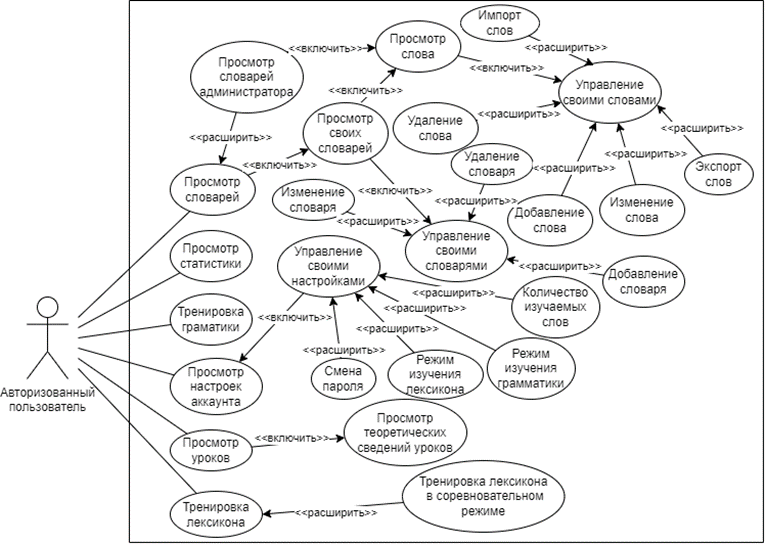 Импорт
слов
<<расширить>>
Просмотр
слова
<<включить>>
<<включить>>
Просмотр
словарей
администратора
Управление
своими словами
<<включить>>
<<расширить>>
Просмотр
своих
словарей
Удаление
слова
<<расширить>>
<<расширить>>
Удаление
словаря
<<расширить>>
<<расширить>>
Экспорт
слов
<<включить>>
<<расширить>>
Просмотр
словарей
Изменение
словаря
<<включить>>
<<расширить>>
Добавление
слова
Изменение
слова
<<расширить>>
Просмотр
статистики
Управление
своими
настройками
Управление
своими
словарями
<<расширить>>
Добавление
словаря
<<расширить>>
Количество
изучаемых
слов
Тренировка
граматики
<<включить>>
<<расширить>>
<<расширить>>
<<расширить>>
Смена
пароля
Режим
изучения
лексикона
Режим
изучения
грамматики
Просмотр
настроек
аккаунта
Авторизованный
пользователь
Просмотр
уроков
<<включить>>
Просмотр
теоретических
сведений уроков
Тренировка
лексикона
<<расширить>>
Тренировка лексикона
в соревновательном
режиме